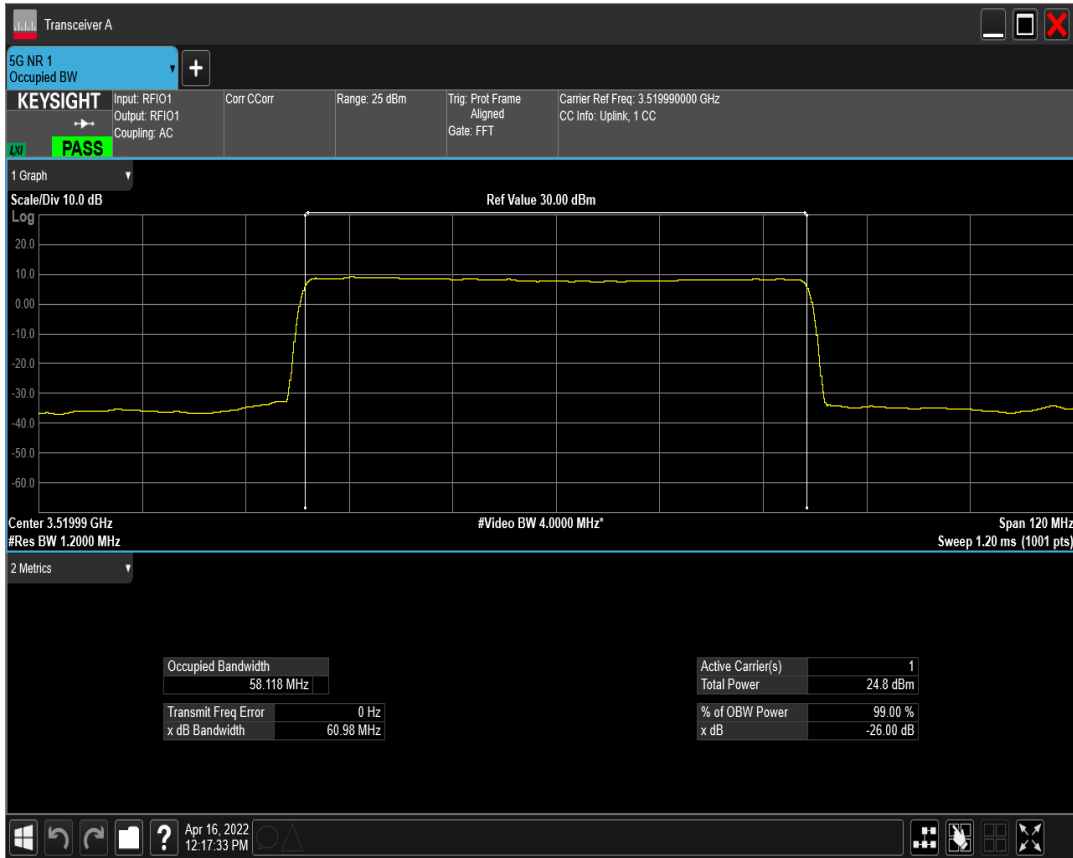 Transceiver A
5G NR 1
Occupied BW
KEYSIGHT
LXI
PASS
Input: RFIO1
Output: RFIO1
Coupling: AC
Corr CCorr
Range: 25 dBm
Trig: Prot Frame
Aligned
Gate: FFT
Carrier Ref Freq: 3.519990000 GHz
CC Info: Uplink, 1 CC
1 Graph
Scale/Div 10.0 dB
Ref Value 30.00 dBm
Log
20.0
10.0
0.00
-10.0
-20.0
-30.0
-40.0
-50.0
-60.0
Center 3.51999 GHz
#Video BW 4.0000 MHz*
Span 120 MHz
#Res BW 1.2000 MHz
Sweep 1.20 ms (1001 pts)
2 Metrics
Occupied Bandwidth
58.118 MHz
Transmit Freq Error 0 Hz
x dB Bandwidth 60.98 MHz
Active Carrier(s) 1
Total Power 24.8 dBm
% of OBW Power 99.00 %
x dB -26.00 dB
?
Apr 16, 2022
12:17:33 PM